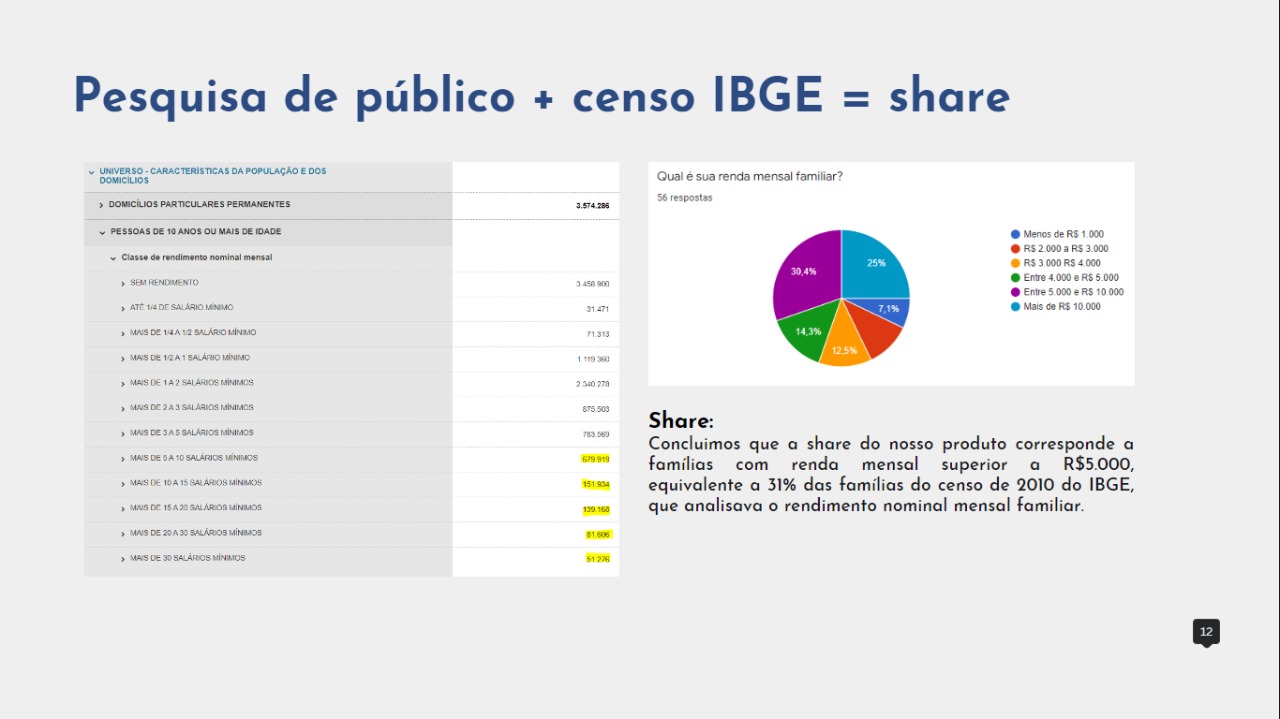 Pesquisa de público + censo IBGE = share
UNIVERSO - CARACTERÍSTICAS DA POPULAÇÃO E DOS
DOMICÍLIOS
DOMICÍLIOS PARTICULARES PERMANENTES 3.574.286
PESSOAS DE 10 ANOS OU MAIS DE IDADE
Classe de rendimento nominal mensal
SEM RENDIMENTO 3.458.900
ATÉ 1/4 DE SALÁRIO MÍNIMO 31.471
MAIS DE 1/4 A 1/2 SALÁRIO MÍNIMO 71.313
MAIS DE 1/2 A 1 SALÁRIO MÍNIMO 1.119.360
MAIS DE 1 A 2 SALÁRIOS MÍNIMOS 2.340.278
MAIS DE 2 A 3 SALÁRIOS MÍNIMOS 875.503
MAIS DE 3 A 5 SALÁRIOS MÍNIMOS 783.569
MAIS DE 5 A 10 SALÁRIOS MÍNIMOS 679.919
MAIS DE 10 A 15 SALÁRIOS MÍNIMOS 151.934
MAIS DE 15 A 20 SALÁRIOS MÍNIMOS 139.168
MAIS DE 20 A 30 SALÁRIOS MÍNIMOS 81.606
MAIS DE 30 SALÁRIOS MÍNIMOS 51.276
Qual é sua renda mensal familiar?
56 respostas
30,4%
25%
7,1%
14,3%
12,5%
Menos de R$ 1.000
R$ 2.000 a R$ 3.000
R$ 3.000 R$ 4.000
Entre 4.000 e R$ 5.000
Entre 5.000 e R$ 10 000
Mais de R$ 10.000
Share:
Concluimos que a share do nosso produto corresponde a
famílias com renda mensal superior a R$5.000,
equivalente a 31% das famílias do censo de 2010 do IBGE,
que analisava o rendimento nominal mensal familiar.
12